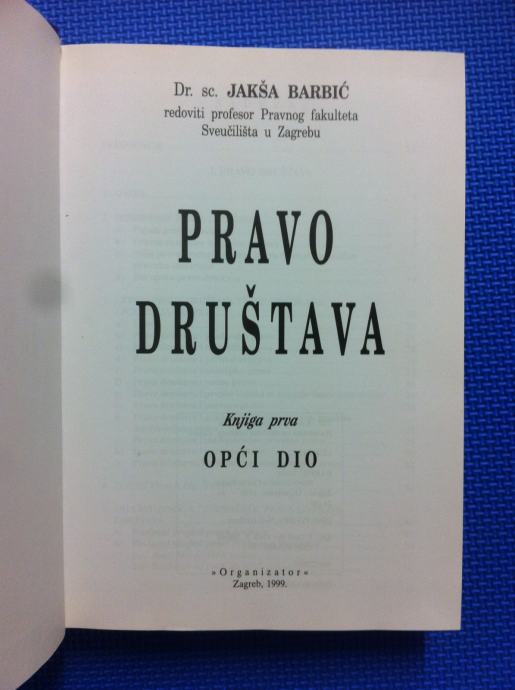 Dr. sc. JAKŠA BARBIĆ
redoviti profesor Pravnog fakulteta
Sveučilišta u Zagrebu
PRAVO
DRUŠTAVA
Knjiga prva
OPĆI DIO
»Organizator«
Zagreb, 1999.